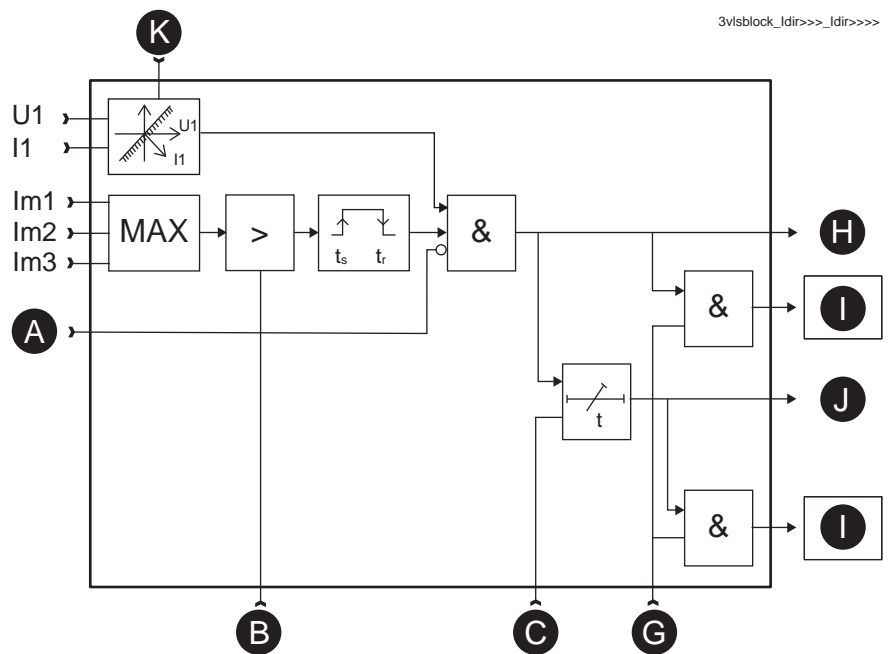 3vlsblock_Idir>>>_Idir>>>>
K
U1
I1
U1
I1
Im1
Im2
Im3
MAX
>
ts tr
&
H
A
&
I
J
t
&
I
B
C
G